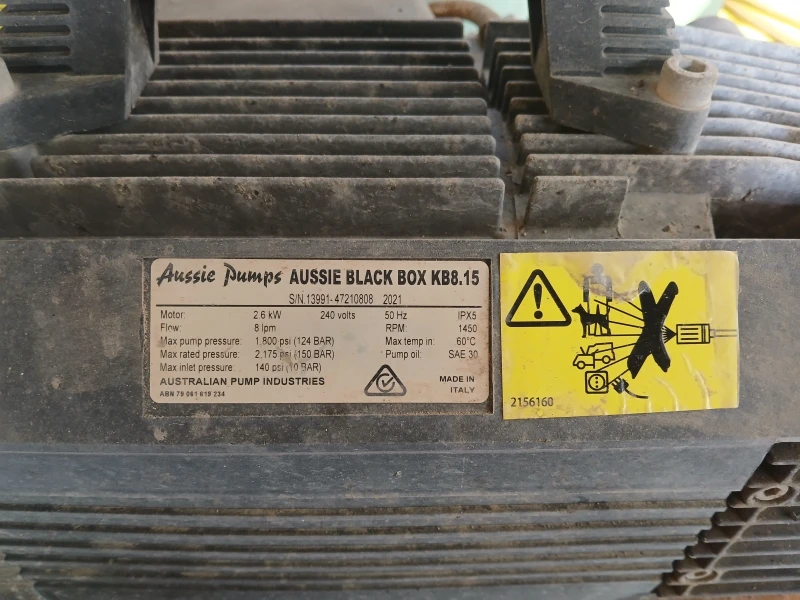 Aussie Pumps AUSSIE BLACK BOX KB8.15
S/N.13991-47210808 2021
Motor: 2.6 kW 240 volts 50 Hz IPX5
Flow: 8 lpm RPM: 1450
Max pump pressure: 1,800 psi (124 BAR) Max temp in: 60°C
Max rated pressure: 2,175 psi (150 BAR) Pump oil: SAE 30
Max inlet pressure: 140 psi (10 BAR)
AUSTRALIAN PUMP INDUSTRIES
MADE IN
ITALY
ABN 79 061 619 234
2156160